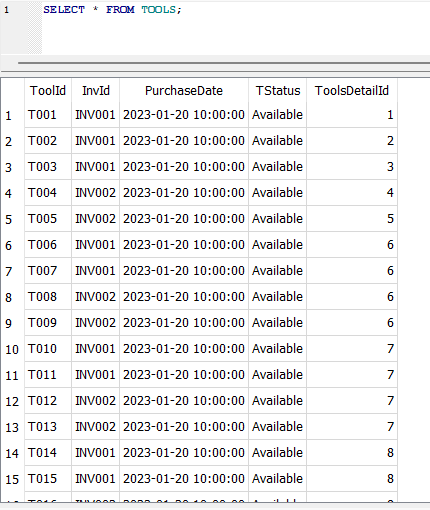 1 SELECT * FROM TOOLS;
ToolId InvId PurchaseDate TStatus ToolsDetailId
1 T001 INV001 2023-01-20 10:00:00 Available 1
2 T002 INV001 2023-01-20 10:00:00 Available 2
3 T003 INV001 2023-01-20 10:00:00 Available 3
4 T004 INV002 2023-01-20 10:00:00 Available 4
5 T005 INV002 2023-01-20 10:00:00 Available 5
6 T006 INV001 2023-01-20 10:00:00 Available 6
7 T007 INV001 2023-01-20 10:00:00 Available 6
8 T008 INV002 2023-01-20 10:00:00 Available 6
9 T009 INV002 2023-01-20 10:00:00 Available 6
10 T010 INV001 2023-01-20 10:00:00 Available 7
11 T011 INV001 2023-01-20 10:00:00 Available 7
12 T012 INV002 2023-01-20 10:00:00 Available 7
13 T013 INV002 2023-01-20 10:00:00 Available 7
14 T014 INV001 2023-01-20 10:00:00 Available 8
15 T015 INV001 2023-01-20 10:00:00 Available 8